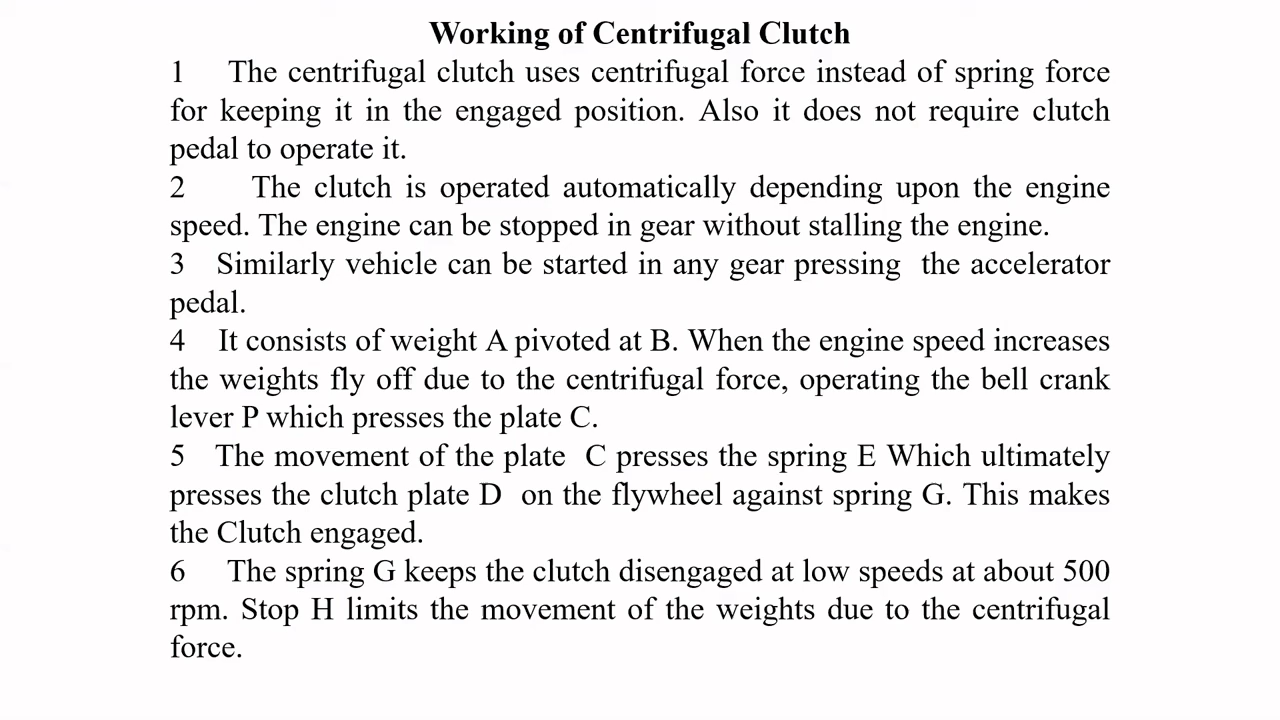 Working of Centrifugal Clutch
1 The centrifugal clutch uses centrifugal force instead of spring force
for keeping it in the engaged position. Also it does not require clutch
pedal to operate it.
2 The clutch is operated automatically depending upon the engine
speed. The engine can be stopped in gear without stalling the engine.
3 Similarly vehicle can be started in any gear pressing the accelerator
pedal.
4 It consists of weight A pivoted at B. When the engine speed increases
the weights fly off due to the centrifugal force, operating the bell crank
lever P which presses the plate C.
5 The movement of the plate C presses the spring E Which ultimately
presses the clutch plate D on the flywheel against spring G. This makes
the Clutch engaged.
6 The spring G keeps the clutch disengaged at low speeds at about 500
rpm. Stop H limits the movement of the weights due to the centrifugal
force.